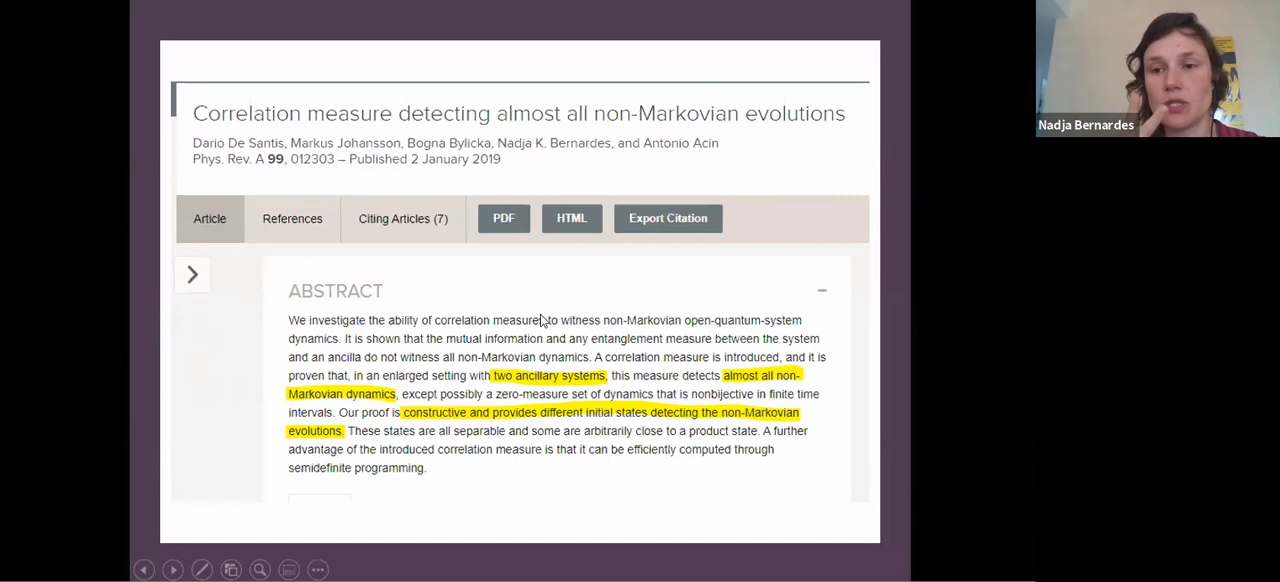 Correlation measure detecting almost all non-Markovian evolutions
Dario De Santis, Markus Johansson, Bogna Bylicka, Nadja K. Bernardes, and Antonio Acín
Phys. Rev. A 99, 012303 – Published 2 January 2019
Article References Citing Articles (7) PDF HTML Export Citation
ABSTRACT
We investigate the ability of correlation measures to witness non-Markovian open-quantum-system
dynamics. It is shown that the mutual information and any entanglement measure between the system
and an ancilla do not witness all non-Markovian dynamics. A correlation measure is introduced, and it is
proven that, in an enlarged setting with two ancillary systems, this measure detects almost all non-
Markovian dynamics, except possibly a zero-measure set of dynamics that is nonbijective in finite time
intervals. Our proof is constructive and provides different initial states detecting the non-Markovian
evolutions. These states are all separable and some are arbitrarily close to a product state. A further
advantage of the introduced correlation measure is that it can be efficiently computed through
semidefinite programming.
Nadja Bernardes